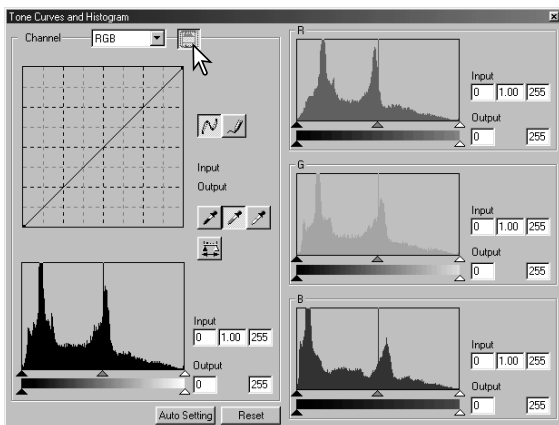 Tone Curves and Histogram
Channel RGB
Input
Output
Input
0 1.00 255
Output
0 255
Auto Setting Reset
R
Input
0 1.00 255
Output
0 255
G
Input
0 1.00 255
Output
0 255
B
Input
0 1.00 255
Output
0 255